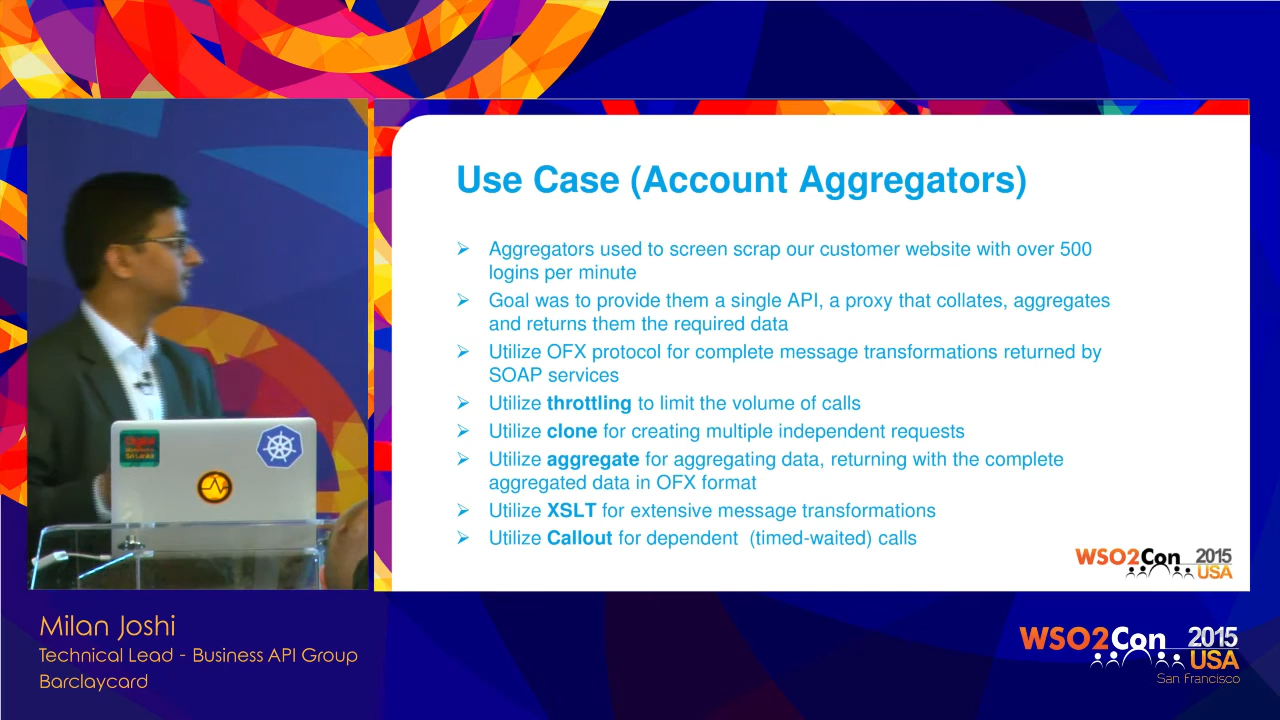 Use Case (Account Aggregators)
Aggregators used to screen scrap our customer website with over 500
logins per minute
Goal was to provide them a single API, a proxy that collates, aggregates
and returns them the required data
Utilize OFX protocol for complete message transformations returned by
SOAP services
Utilize throttling to limit the volume of calls
Utilize clone for creating multiple independent requests
Utilize aggregate for aggregating data, returning with the complete
aggregated data in OFX format
Utilize XSLT for extensive message transformations
Utilize Callout for dependent (timed-waited) calls
WSO2Con 2015
USA
Milan Joshi
Technical Lead - Business API Group
Barclaycard
WSO2Con 2015
USA
San Francisco